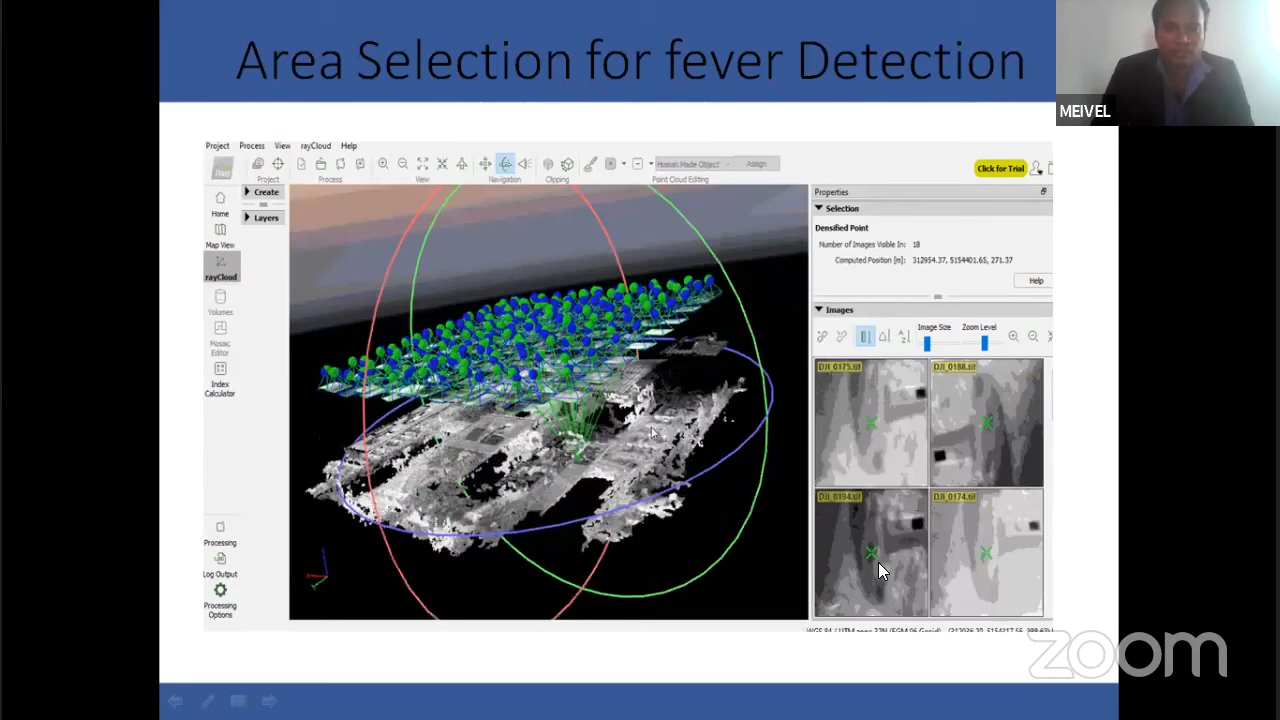 Area Selection for fever Detection
MEIVEL
Project Process View rayCloud Help
Click for Trial
Human Made Object Assign
Project Process View Navigation Clipping Point Cloud Editing
Create
Layers
Home
Map View
rayCloud
Volumes
Mosaic
Editor
Index
Calculator
Processing
Log Output
Processing
Options
Properties
Selection
Densified Point
Number of Images Visible In: 18
Computed Position [m]: 312954.37, 5154401.65, 271.37
Help
Images
Image Size Zoom Level
DJI_0175.tif DJI_0188.tif
DJI_0194.tif DJI_0174.tif
zoom